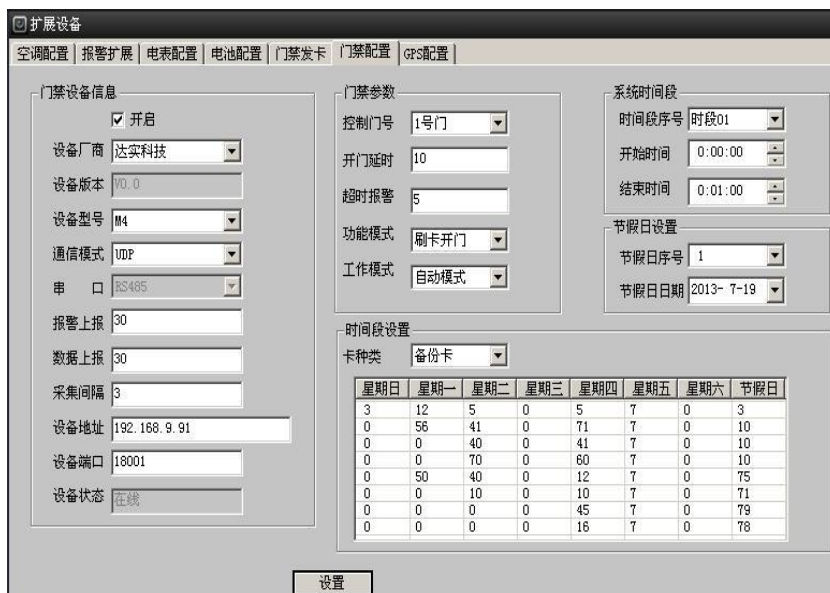 扩展设备
空调配置 报警扩展 电表配置 电池配置 门禁发卡 门禁配置 GPS配置
门禁设备信息
开启
设备厂商 达实科技
设备版本 V0.0
设备型号 M4
通信模式 UDP
串 口 RS485
报警上报 30
数据上报 30
采集间隔 3
设备地址 192.168.9.91
设备端口 18001
设备状态 在线
门禁参数
控制门号 1号门
开门延时 10
超时报警 5
功能模式 刷卡开门
工作模式 自动模式
系统时间段
时间段序号 时段01
开始时间 0:00:00
结束时间 0:01:00
节假日设置
节假日序号 1
节假日日期 2013- 7-19
时间段设置
卡种类 备份卡
星期日 星期一 星期二 星期三 星期四 星期五 星期六 节假日
3 12 5 0 5 7 0 3
0 56 41 0 71 7 0 10
0 0 40 0 41 7 0 10
0 0 70 0 60 7 0 10
0 50 40 0 12 7 0 75
0 0 10 0 10 7 0 71
0 0 0 0 45 7 0 79
0 0 0 0 16 7 0 78
设置